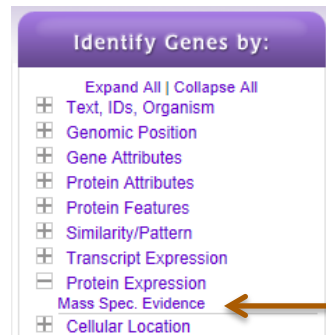 Identify Genes by:
Expand All | Collapse All
Text, IDs, Organism
Genomic Position
Gene Attributes
Protein Attributes
Protein Features
Similarity/Pattern
Transcript Expression
Protein Expression
Mass Spec. Evidence
Cellular Location